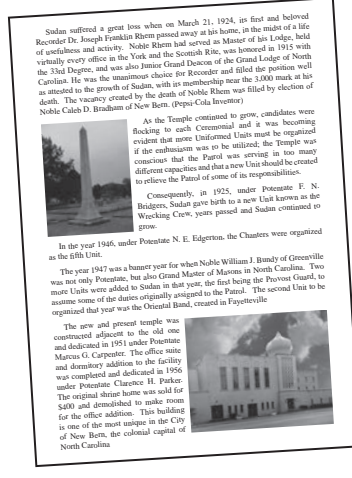 Sudan suffered a great loss when on March 21, 1924, its first and beloved
Recorder Dr. Joseph Franklin Rhem passed away at his home, in the midst of a life
of usefulness and activity. Noble Rhem had served as Master of his Lodge, held
virtually every office in the York and the Scottish Rite, was honored in 1915 with
the 33rd Degree, and was also Junior Grand Deacon of the Grand Lodge of North
Carolina. He was the unanimous choice for Recorder and filled the position well
as attested to the growth of Sudan, with its membership near the 3,000 mark at his
death. The vacancy created by the death of Noble Rhem was filled by election of
Noble Caleb D. Bradham of New Bern. (Pepsi-Cola Inventor)
As the Temple continued to grow, candidates were
flocking to each Ceremonial and it was becoming
evident that more Uniformed Units must be organized
if the enthusiasm was to be utilized; the Temple was
conscious that the Patrol was serving in too many
different capacities and that a new Unit should be created
to relieve the Patrol of some of its responsibilities.
Consequently, in 1925, under Potentate F. N.
Bridgers, Sudan gave birth to a new Unit known as the
Wrecking Crew, years passed and Sudan continued to
grow.
In the year 1946, under Potentate N. E. Edgerton, the Chanters were organized
as the fifth Unit.
The year 1947 was a banner year for when Noble William J. Bundy of Greenville
was not only Potentate, but also Grand Master of Masons in North Carolina. Two
more Units were added to Sudan in that year, the first being the Provost Guard, to
assume some of the duties originally assigned to the Patrol. The second Unit to be
organized that year was the Oriental Band, created in Fayetteville
The new and present temple was
constructed adjacent to the old one
and dedicated in 1951 under Potentate
Marcus G. Carpenter. The office suite
and dormitory addition to the facility
was completed and dedicated in 1956
under Potentate Clarence H. Parker.
The original shrine home was sold for
$400 and demolished to make room
for the office addition. This building
is one of the most unique in the City
of New Bern, the colonial capital of
North Carolina